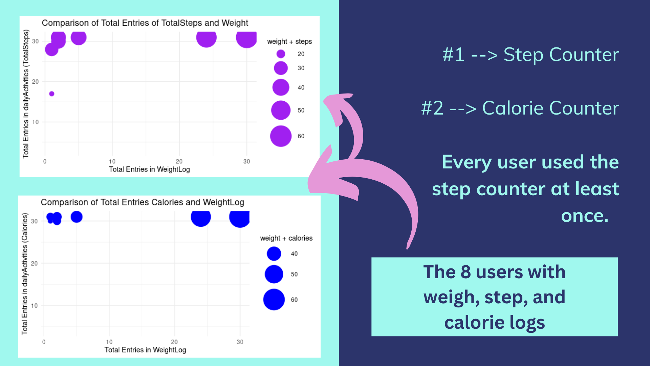 Comparison of Total Entries of TotalSteps and Weight
Total Entries in dailyActivities (TotalSteps)
30
20
10
0
10
20
30
Total Entries in WeightLog
weight + steps
20
30
40
50
60
Comparison of Total Entries Calories and WeightLog
Total Entries in dailyActivities (Calories)
30
20
10
0
10
20
30
Total Entries in WeightLog
weight + calories
40
50
60
#1 --> Step Counter
#2 --> Calorie Counter
Every user used the
step counter at least
once.
The 8 users with
weigh, step, and
calorie logs